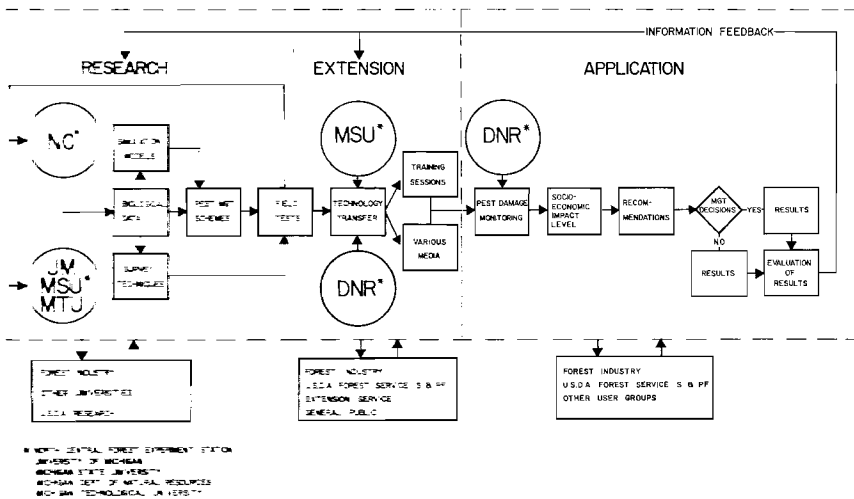 INFORMATION FEEDBACK
RESEARCH
EXTENSION
APPLICATION
NC*
SIMULATION
MODELS
BIOLOGICAL
DATA
PEST MGT
SCHEMES
FIELD
TESTS
SURVEY
TECHNIQUES
UM
MSU*
MTU
MSU*
TECHNOLOGY
TRANSFER
DNR*
TRAINING
SESSIONS
VARIOUS
MEDIA
DNR*
PEST DAMAGE
MONITORING
SOCIO-
ECONOMIC
IMPACT
LEVEL
RECOM-
MENDATIONS
MGT
DECISIONS
YES
RESULTS
NO
RESULTS
EVALUATION
OF
RESULTS
FOREST INDUSTRY
OTHER UNIVERSITIES
U.S.D.A. RESEARCH
FOREST INDUSTRY
U.S.D.A. FOREST SERVICE S & PF
EXTENSION SERVICE
GENERAL PUBLIC
FOREST INDUSTRY
U.S.D.A. FOREST SERVICE S & PF
OTHER USER GROUPS
NORTH CENTRAL FOREST EXPERIMENT STATION
UNIVERSITY OF MICHIGAN
MICHIGAN STATE UNIVERSITY
MICHIGAN DEPT OF NATURAL RESOURCES
MICHIGAN TECHNOLOGICAL UNIVERSITY